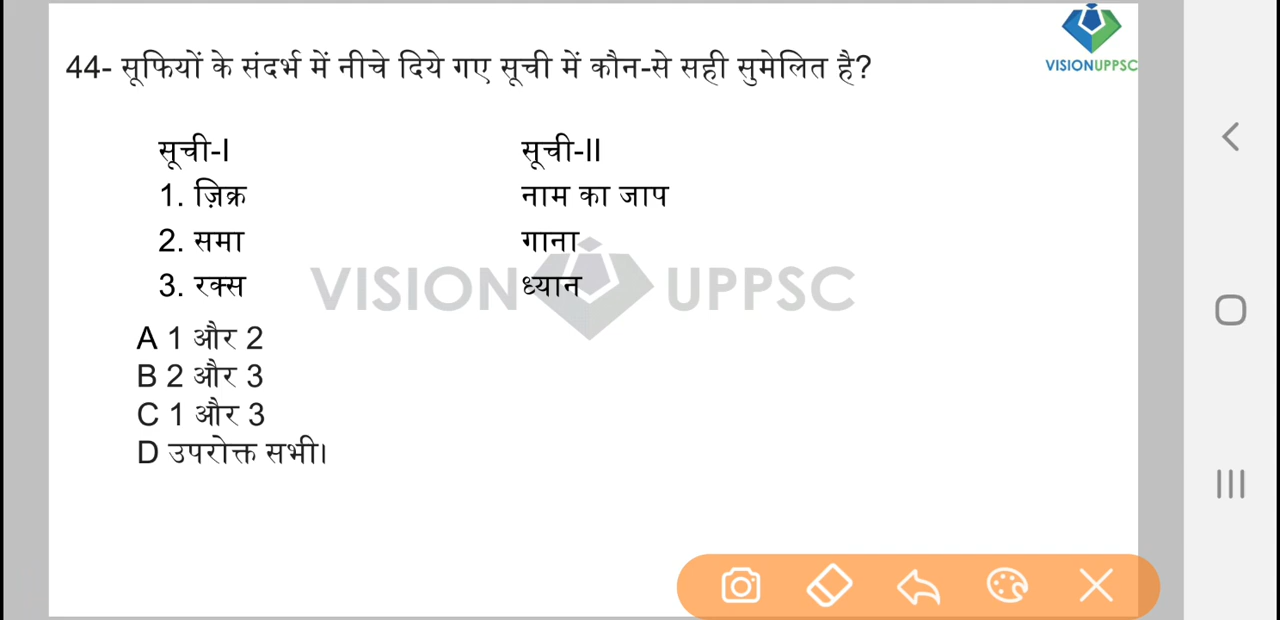 44- सूफियों के संदर्भ में नीचे दिये गए सूची में कौन-से सही सुमेलित है?
VISIONUPPSC
सूची-I सूची-II
1. ज़िक्र नाम का जाप
2. समा गाना
3. रक्स ध्यान
VISION UPPSC
A 1 और 2
B 2 और 3
C 1 और 3
D उपरोक्त सभी।